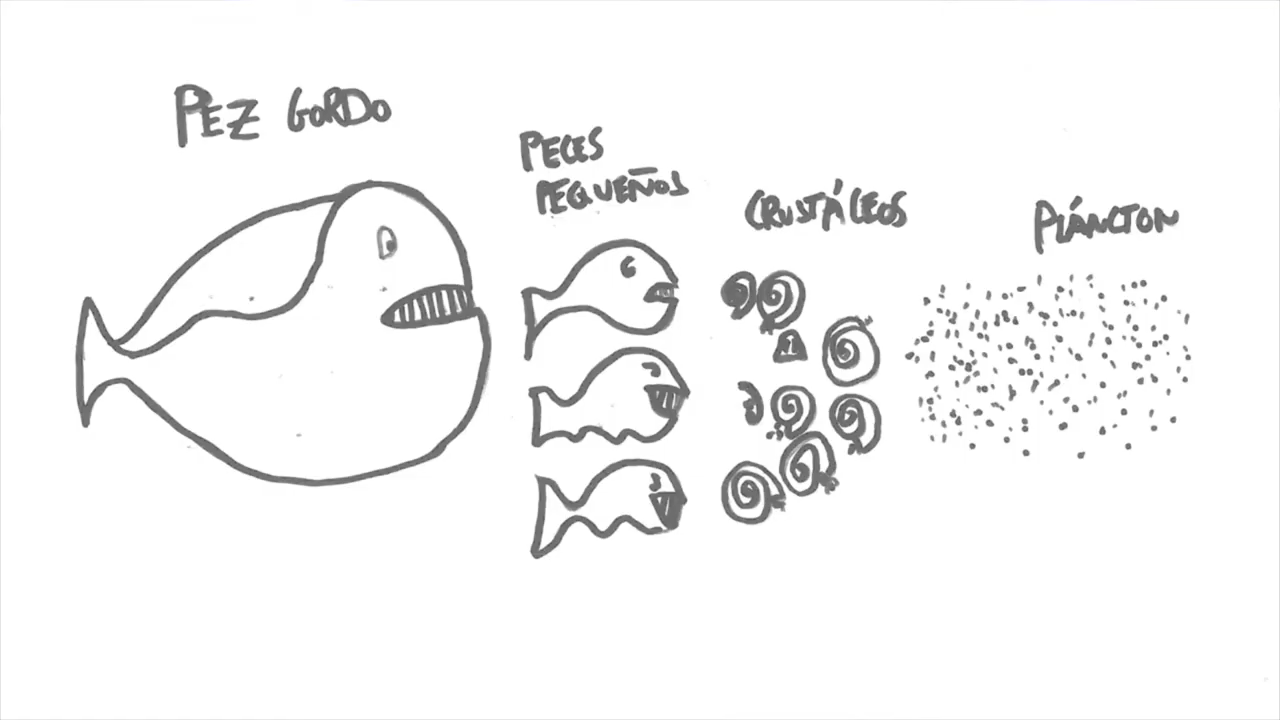 PEZ GORDO
PECES
PEQUEÑOS
CRUSTÁCEOS
PLÁNCTON